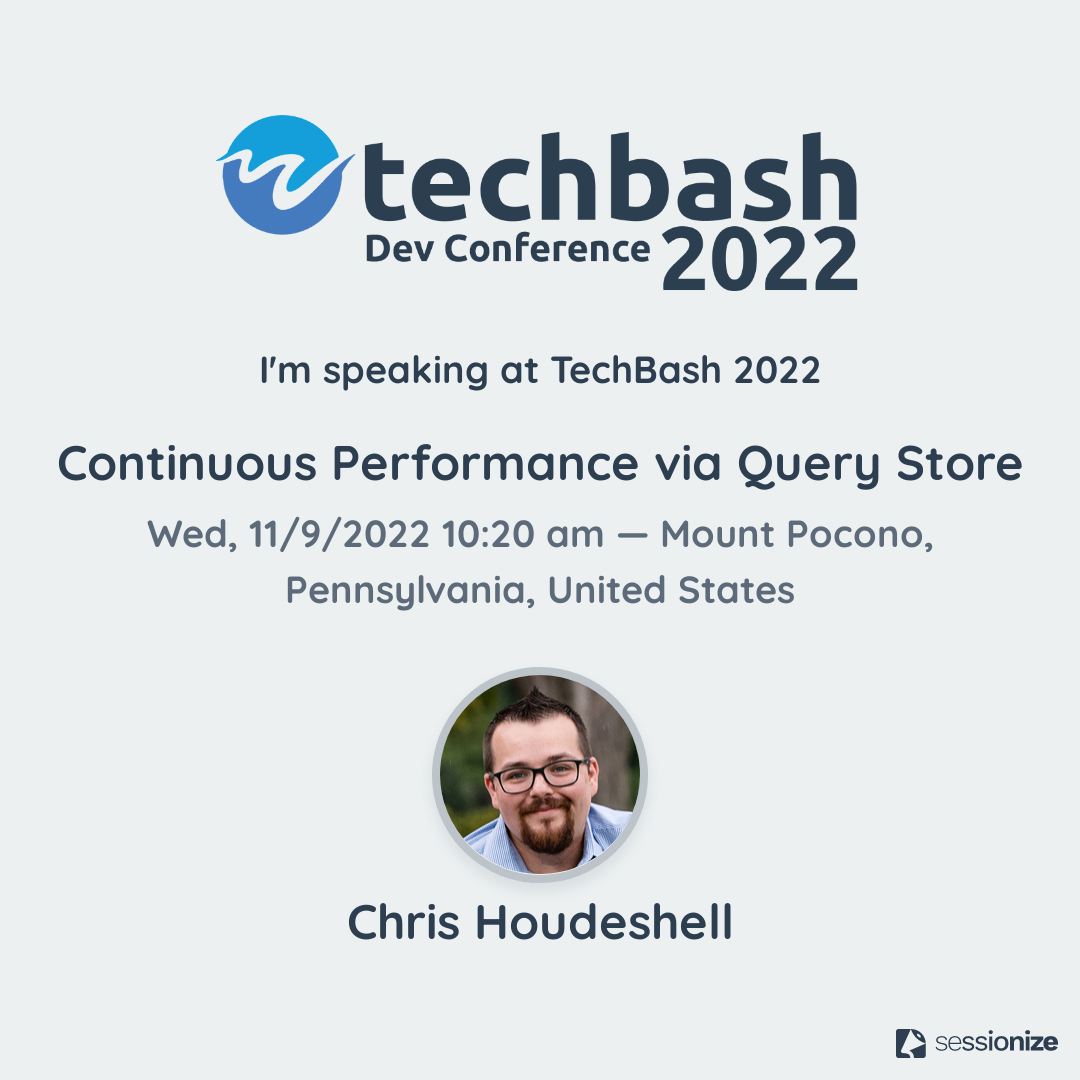 techbash
Dev Conference 2022
I'm speaking at TechBash 2022
Continuous Performance via Query Store
Wed, 11/9/2022 10:20 am — Mount Pocono,
Pennsylvania, United States
Chris Houdeshell
sessionize